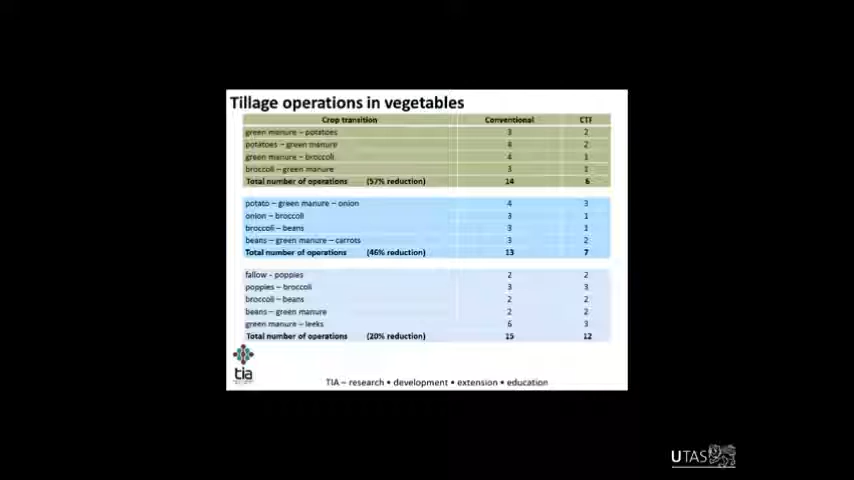 Tillage operations in vegetables
Crop transition Conventional CTF
green manure – potatoes 3 2
potatoes – green manure 4 2
green manure – broccoli 4 1
broccoli – green manure 3 1
Total number of operations (57% reduction) 14 6
potato – green manure – onion 4 3
onion – broccoli 3 1
broccoli – beans 3 1
beans – green manure – carrots 3 2
Total number of operations (46% reduction) 13 7
fallow - poppies 2 2
poppies – broccoli 3 3
broccoli – beans 2 2
beans – green manure 2 2
green manure – leeks 6 3
Total number of operations (20% reduction) 15 12
tia
TIA – research • development • extension • education
UTAS